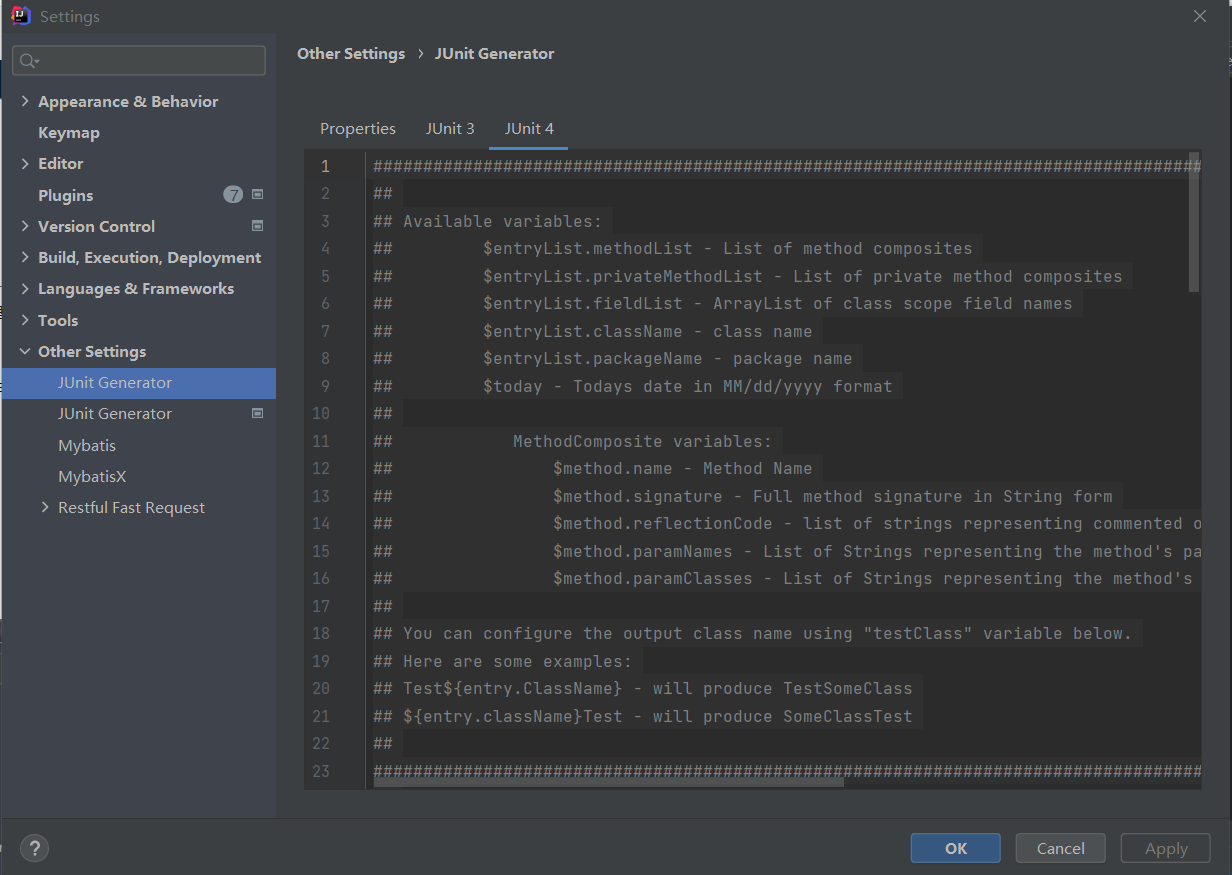 Settings
Appearance & Behavior
Keymap
Editor
Plugins 7
Version Control
Build, Execution, Deployment
Languages & Frameworks
Tools
Other Settings
JUnit Generator
JUnit Generator
Mybatis
MybatisX
Restful Fast Request
Other Settings › JUnit Generator
Properties JUnit 3 JUnit 4
1 ###################################################################################
2 ##
3 ## Available variables:
4 ## $entryList.methodList - List of method composites
5 ## $entryList.privateMethodList - List of private method composites
6 ## $entryList.fieldList - ArrayList of class scope field names
7 ## $entryList.className - class name
8 ## $entryList.packageName - package name
9 ## $today - Todays date in MM/dd/yyyy format
10 ##
11 ## MethodComposite variables:
12 ## $method.name - Method Name
13 ## $method.signature - Full method signature in String form
14 ## $method.reflectionCode - list of strings representing commented o
15 ## $method.paramNames - List of Strings representing the method's pa
16 ## $method.paramClasses - List of Strings representing the method's
17 ##
18 ## You can configure the output class name using "testClass" variable below.
19 ## Here are some examples:
20 ## Test${entry.ClassName} - will produce TestSomeClass
21 ## ${entry.className}Test - will produce SomeClassTest
22 ##
23 ###################################################################################
? OK Cancel Apply